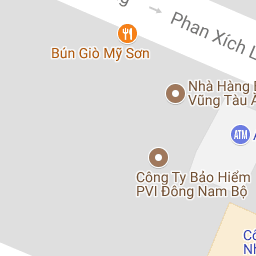 Phan Xích L
Bún Giò Mỹ Sơn
Nhà Hàng
Vũng Tàu
ATM
Công Ty Bảo Hiểm
PVI Đông Nam Bộ